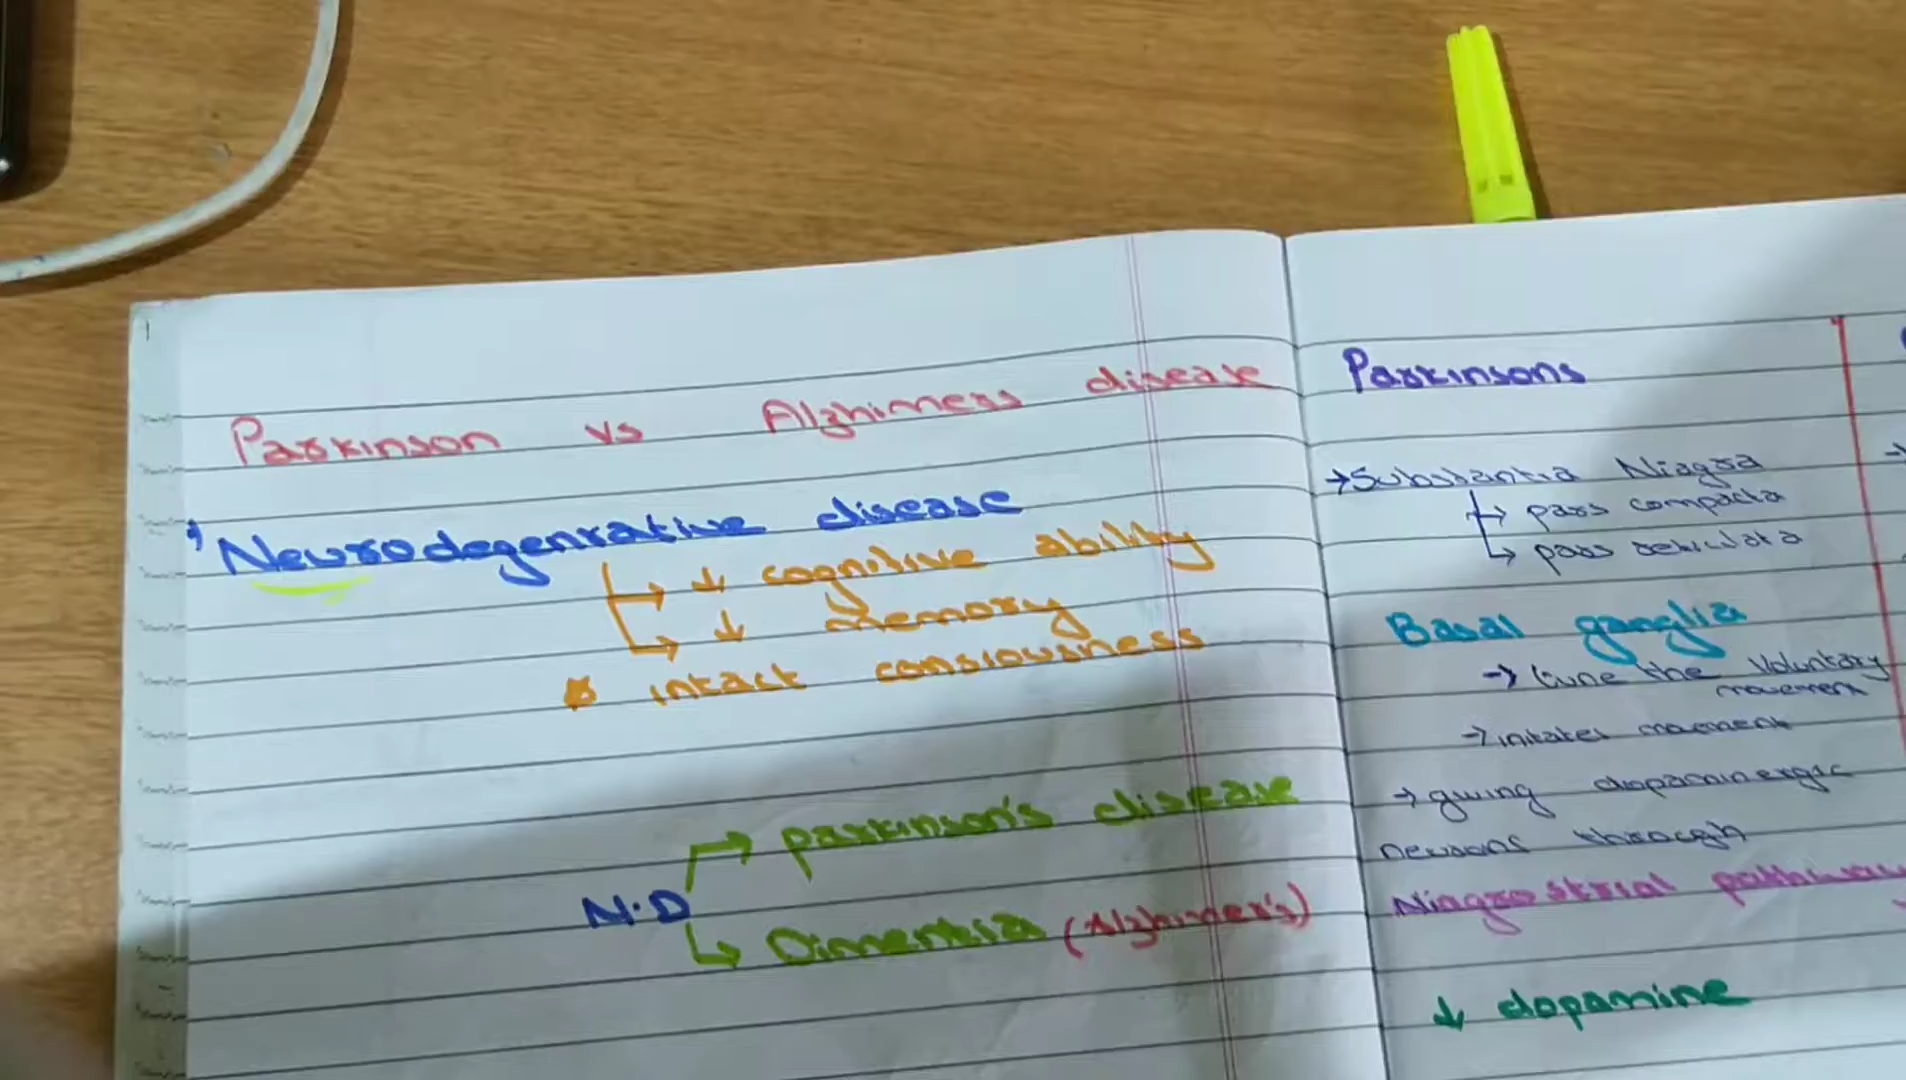 Parkinson vs Alzhimers disease
Neurodegenrative disease
→ ↓ cognitive ability
→ ↓ memory
* intact consiousness
N.D
→ parkinson's disease
→ Dimentia (Alzhimer's)
Parkinsons
→ Substantia Niagra
→ pars compacta
→ pars reticulata
Basal ganglia
→ tune the voluntary
movement
→ initates movement
→ giving dopaminergic
neurons through
Niagrostrial pathway
↓ dopamine